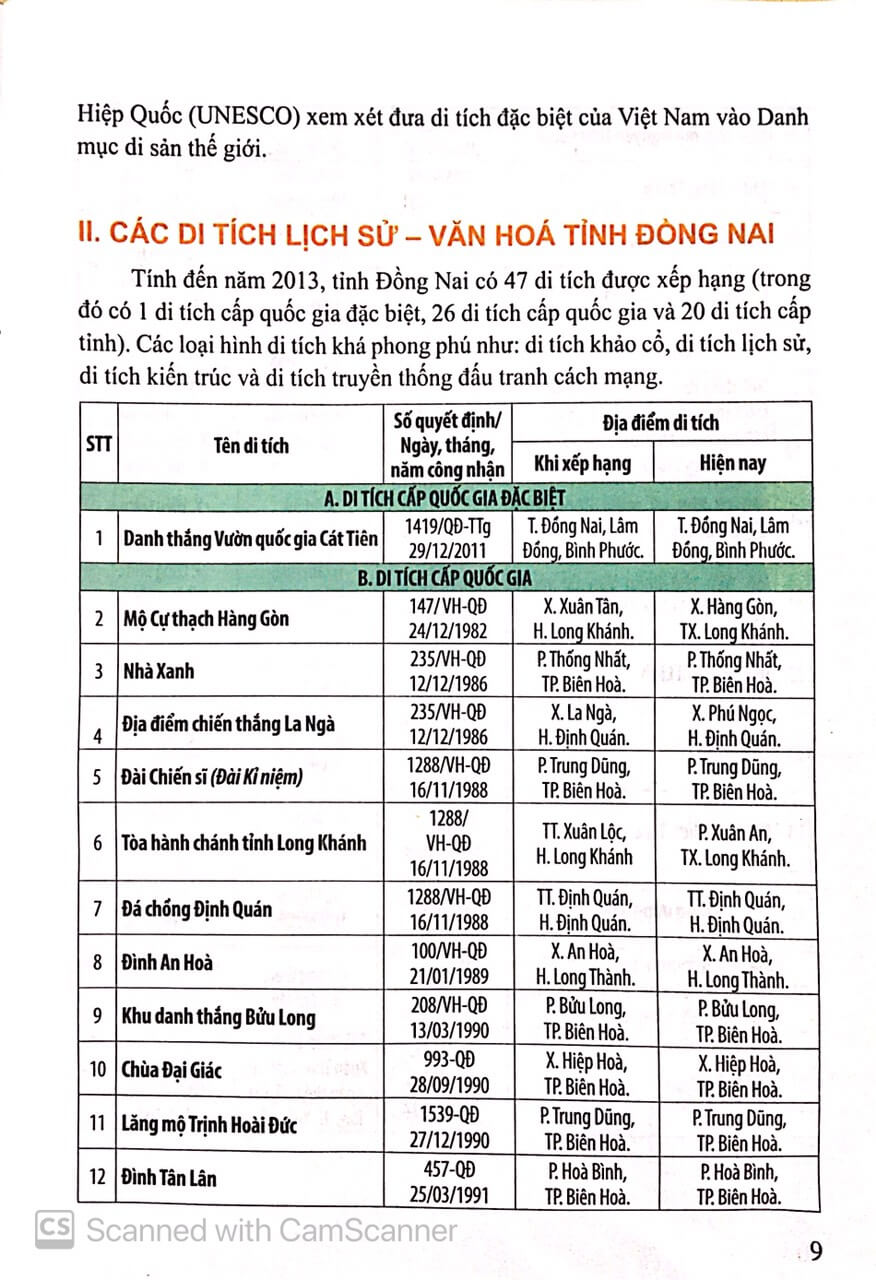 Hiệp Quốc (UNESCO) xem xét đưa di tích đặc biệt của Việt Nam vào Danh
mục di sản thế giới.
II. CÁC DI TÍCH LỊCH SỬ – VĂN HOÁ TỈNH ĐỒNG NAI
Tính đến năm 2013, tỉnh Đồng Nai có 47 di tích được xếp hạng (trong
đó có 1 di tích cấp quốc gia đặc biệt, 26 di tích cấp quốc gia và 20 di tích cấp
tỉnh). Các loại hình di tích khá phong phú như: di tích khảo cổ, di tích lịch sử,
di tích kiến trúc và di tích truyền thống đấu tranh cách mạng.
STT
Tên di tích
Số quyết định/
Ngày, tháng,
năm công nhận
Địa điểm di tích
Khi xếp hạng
Hiện nay
A. DI TÍCH CẤP QUỐC GIA ĐẶC BIỆT
1
Danh thắng Vườn quốc gia Cát Tiên
1419/QĐ-TTg
29/12/2011
T. Đồng Nai, Lâm
Đồng, Bình Phước.
T. Đồng Nai, Lâm
Đồng, Bình Phước.
B. DI TÍCH CẤP QUỐC GIA
2
Mộ Cự thạch Hàng Gòn
147/VH-QĐ
24/12/1982
X. Xuân Tân,
H. Long Khánh.
X. Hàng Gòn,
TX. Long Khánh.
3
Nhà Xanh
235/VH-QĐ
12/12/1986
P. Thống Nhất,
TP. Biên Hoà.
P. Thống Nhất,
TP. Biên Hoà.
4
Địa điểm chiến thắng La Ngà
235/VH-QĐ
12/12/1986
X. La Ngà,
H. Định Quán.
X. Phú Ngọc,
H. Định Quán.
5
Đài Chiến sĩ (Đài Kỉ niệm)
1288/VH-QĐ
16/11/1988
P. Trung Dũng,
TP. Biên Hoà.
P. Trung Dũng,
TP. Biên Hoà.
6
Tòa hành chánh tỉnh Long Khánh
1288/
VH-QĐ
16/11/1988
TT. Xuân Lộc,
H. Long Khánh
P. Xuân An,
TX. Long Khánh.
7
Đá chồng Định Quán
1288/VH-QĐ
16/11/1988
TT. Định Quán,
H. Định Quán.
TT. Định Quán,
H. Định Quán.
8
Đình An Hoà
100/VH-QĐ
21/01/1989
X. An Hoà,
H. Long Thành.
X. An Hoà,
H. Long Thành.
9
Khu danh thắng Bửu Long
208/VH-QĐ
13/03/1990
P. Bửu Long,
TP. Biên Hoà.
P. Bửu Long,
TP. Biên Hoà.
10
Chùa Đại Giác
993-QĐ
28/09/1990
X. Hiệp Hoà,
TP. Biên Hoà.
X. Hiệp Hoà,
TP. Biên Hoà.
11
Lăng mộ Trịnh Hoài Đức
1539-QĐ
27/12/1990
P. Trung Dũng,
TP. Biên Hoà.
P. Trung Dũng,
TP. Biên Hoà.
12
Đình Tân Lân
457-QĐ
25/03/1991
P. Hoà Bình,
TP. Biên Hoà.
P. Hoà Bình,
TP. Biên Hoà.
CS Scanned with CamScanner
9